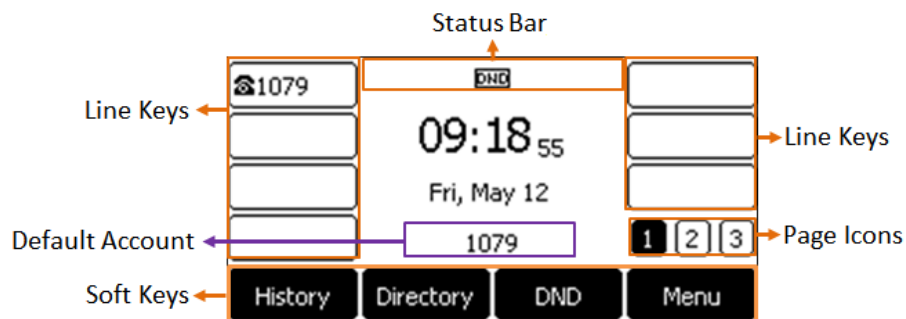 Status Bar
☎1079
DND
Line Keys
09:18 55
Line Keys
Fri, May 12
Default Account
1079
1 2 3
Page Icons
Soft Keys
History Directory DND Menu